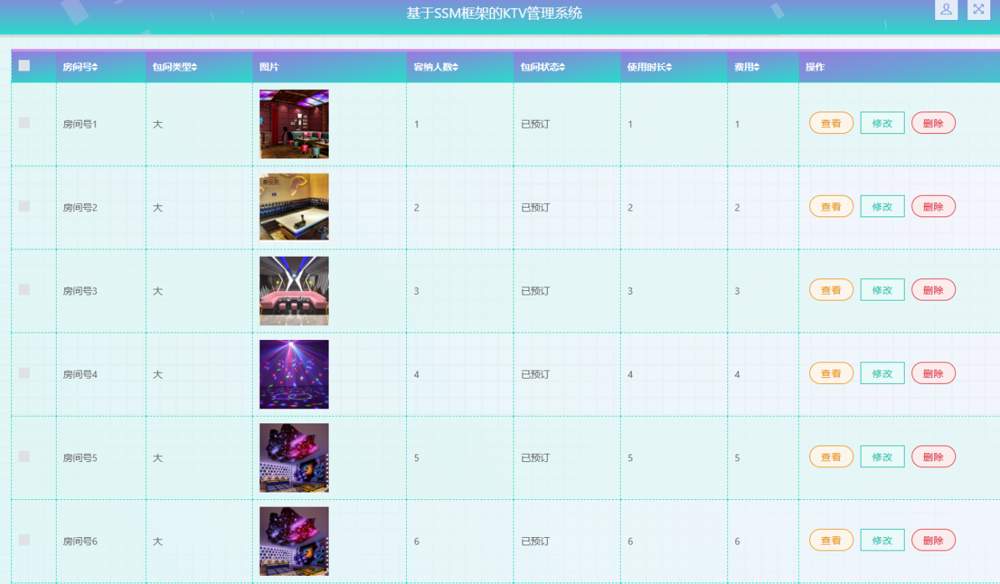 基于SSM框架的KTV管理系统
房间号 包间类型 图片 容纳人数 包间状态 使用时长 费用 操作
房间号1 大 1 已预订 1 1 查看 修改 删除
房间号2 大 2 已预订 2 2 查看 修改 删除
房间号3 大 3 已预订 3 3 查看 修改 删除
房间号4 大 4 已预订 4 4 查看 修改 删除
房间号5 大 5 已预订 5 5 查看 修改 删除
房间号6 大 6 已预订 6 6 查看 修改 删除